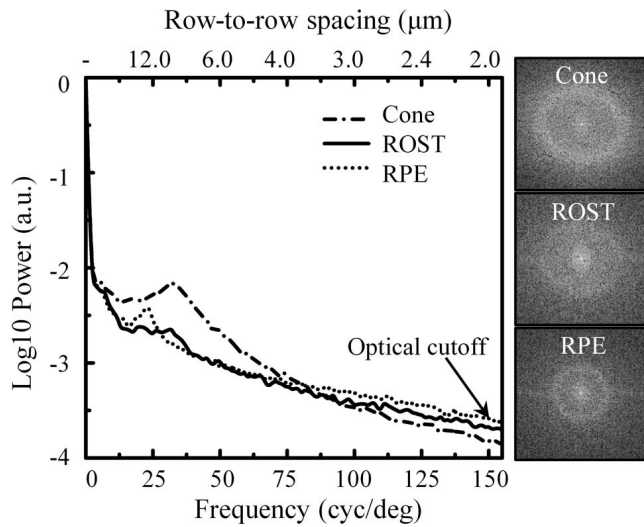 Row-to-row spacing (μm)
- 12.0 6.0 4.0 3.0 2.4 2.0
Log10 Power (a.u.)
0
-1
-2
-3
-4
Cone
ROST
RPE
Optical cutoff
0 25 50 75 100 125 150
Frequency (cyc/deg)
Cone
ROST
RPE